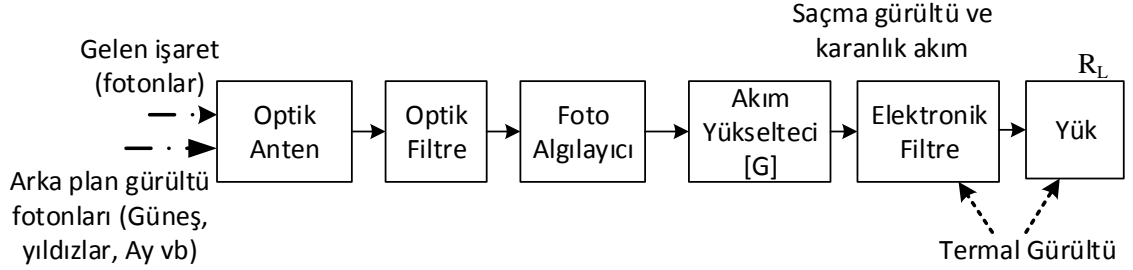 Saçma gürültü ve
karanlık akım
Gelen işaret
(fotonlar)
R_L
Optik
Anten
Optik
Filtre
Foto
Algılayıcı
Akım
Yükselteci
[G]
Elektronik
Filtre
Yük
Arka plan gürültü
fotonları (Güneş,
yıldızlar, Ay vb)
Termal Gürültü